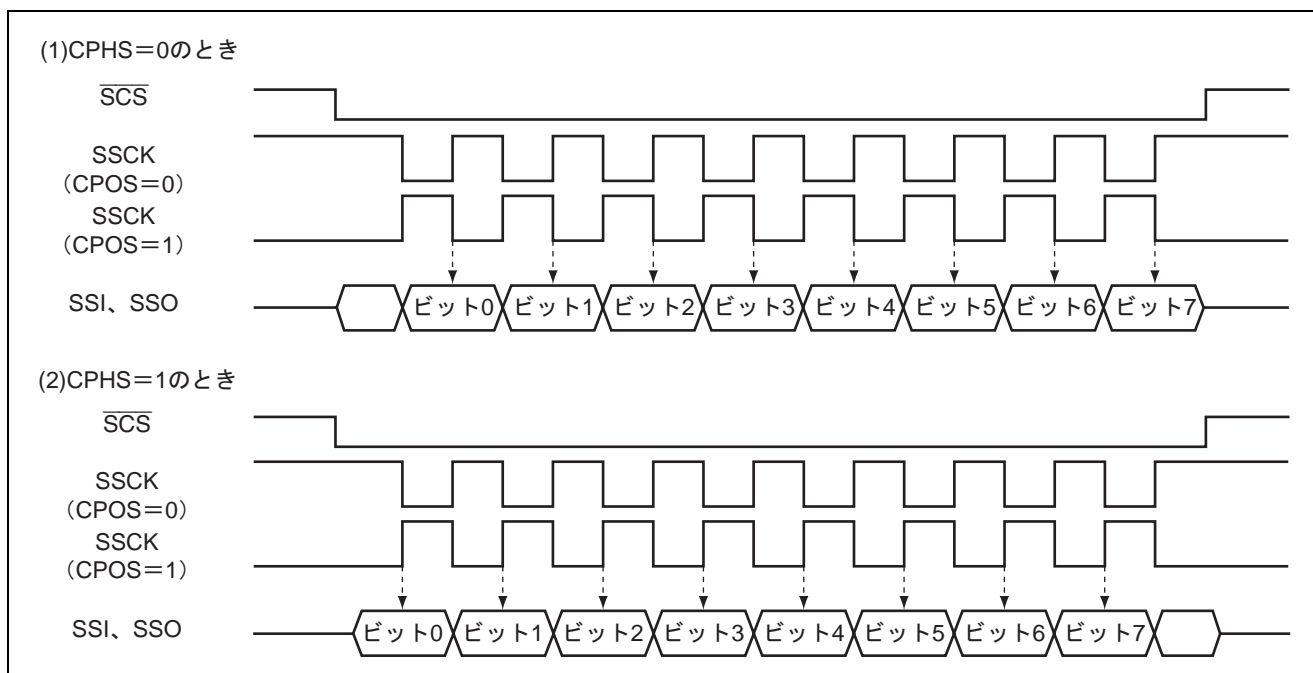 (1)CPHS＝0のとき
SCS
SSCK
（CPOS＝0）
SSCK
（CPOS＝1）
SSI、SSO
ビット0 ビット1 ビット2 ビット3 ビット4 ビット5 ビット6 ビット7
(2)CPHS＝1のとき
SCS
SSCK
（CPOS＝0）
SSCK
（CPOS＝1）
SSI、SSO
ビット0 ビット1 ビット2 ビット3 ビット4 ビット5 ビット6 ビット7